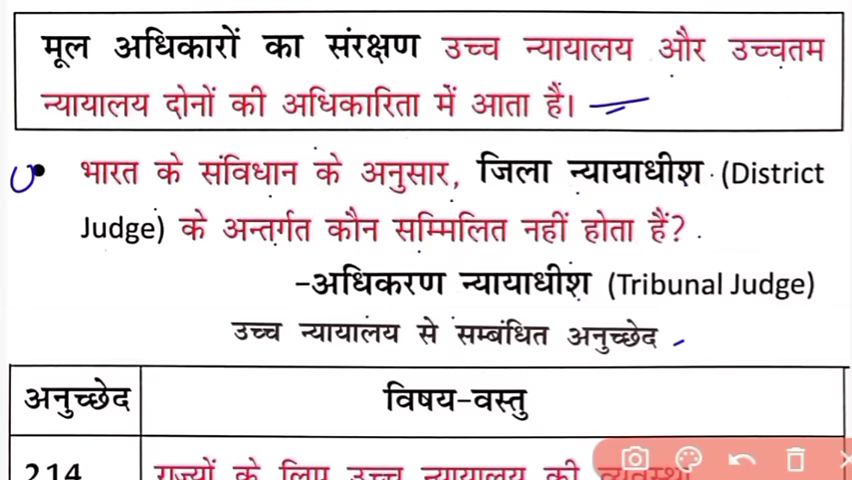 मूल अधिकारों का संरक्षण उच्च न्यायालय और उच्चतम
न्यायालय दोनों की अधिकारिता में आता हैं।
• भारत के संविधान के अनुसार, जिला न्यायाधीश (District
Judge) के अन्तर्गत कौन सम्मिलित नहीं होता हैं?
-अधिकरण न्यायाधीश (Tribunal Judge)
उच्च न्यायालय से सम्बंधित अनुच्छेद
अनुच्छेद विषय-वस्तु
214 राज्यों के लिए उच्च न्यायालय की व्यवस्था